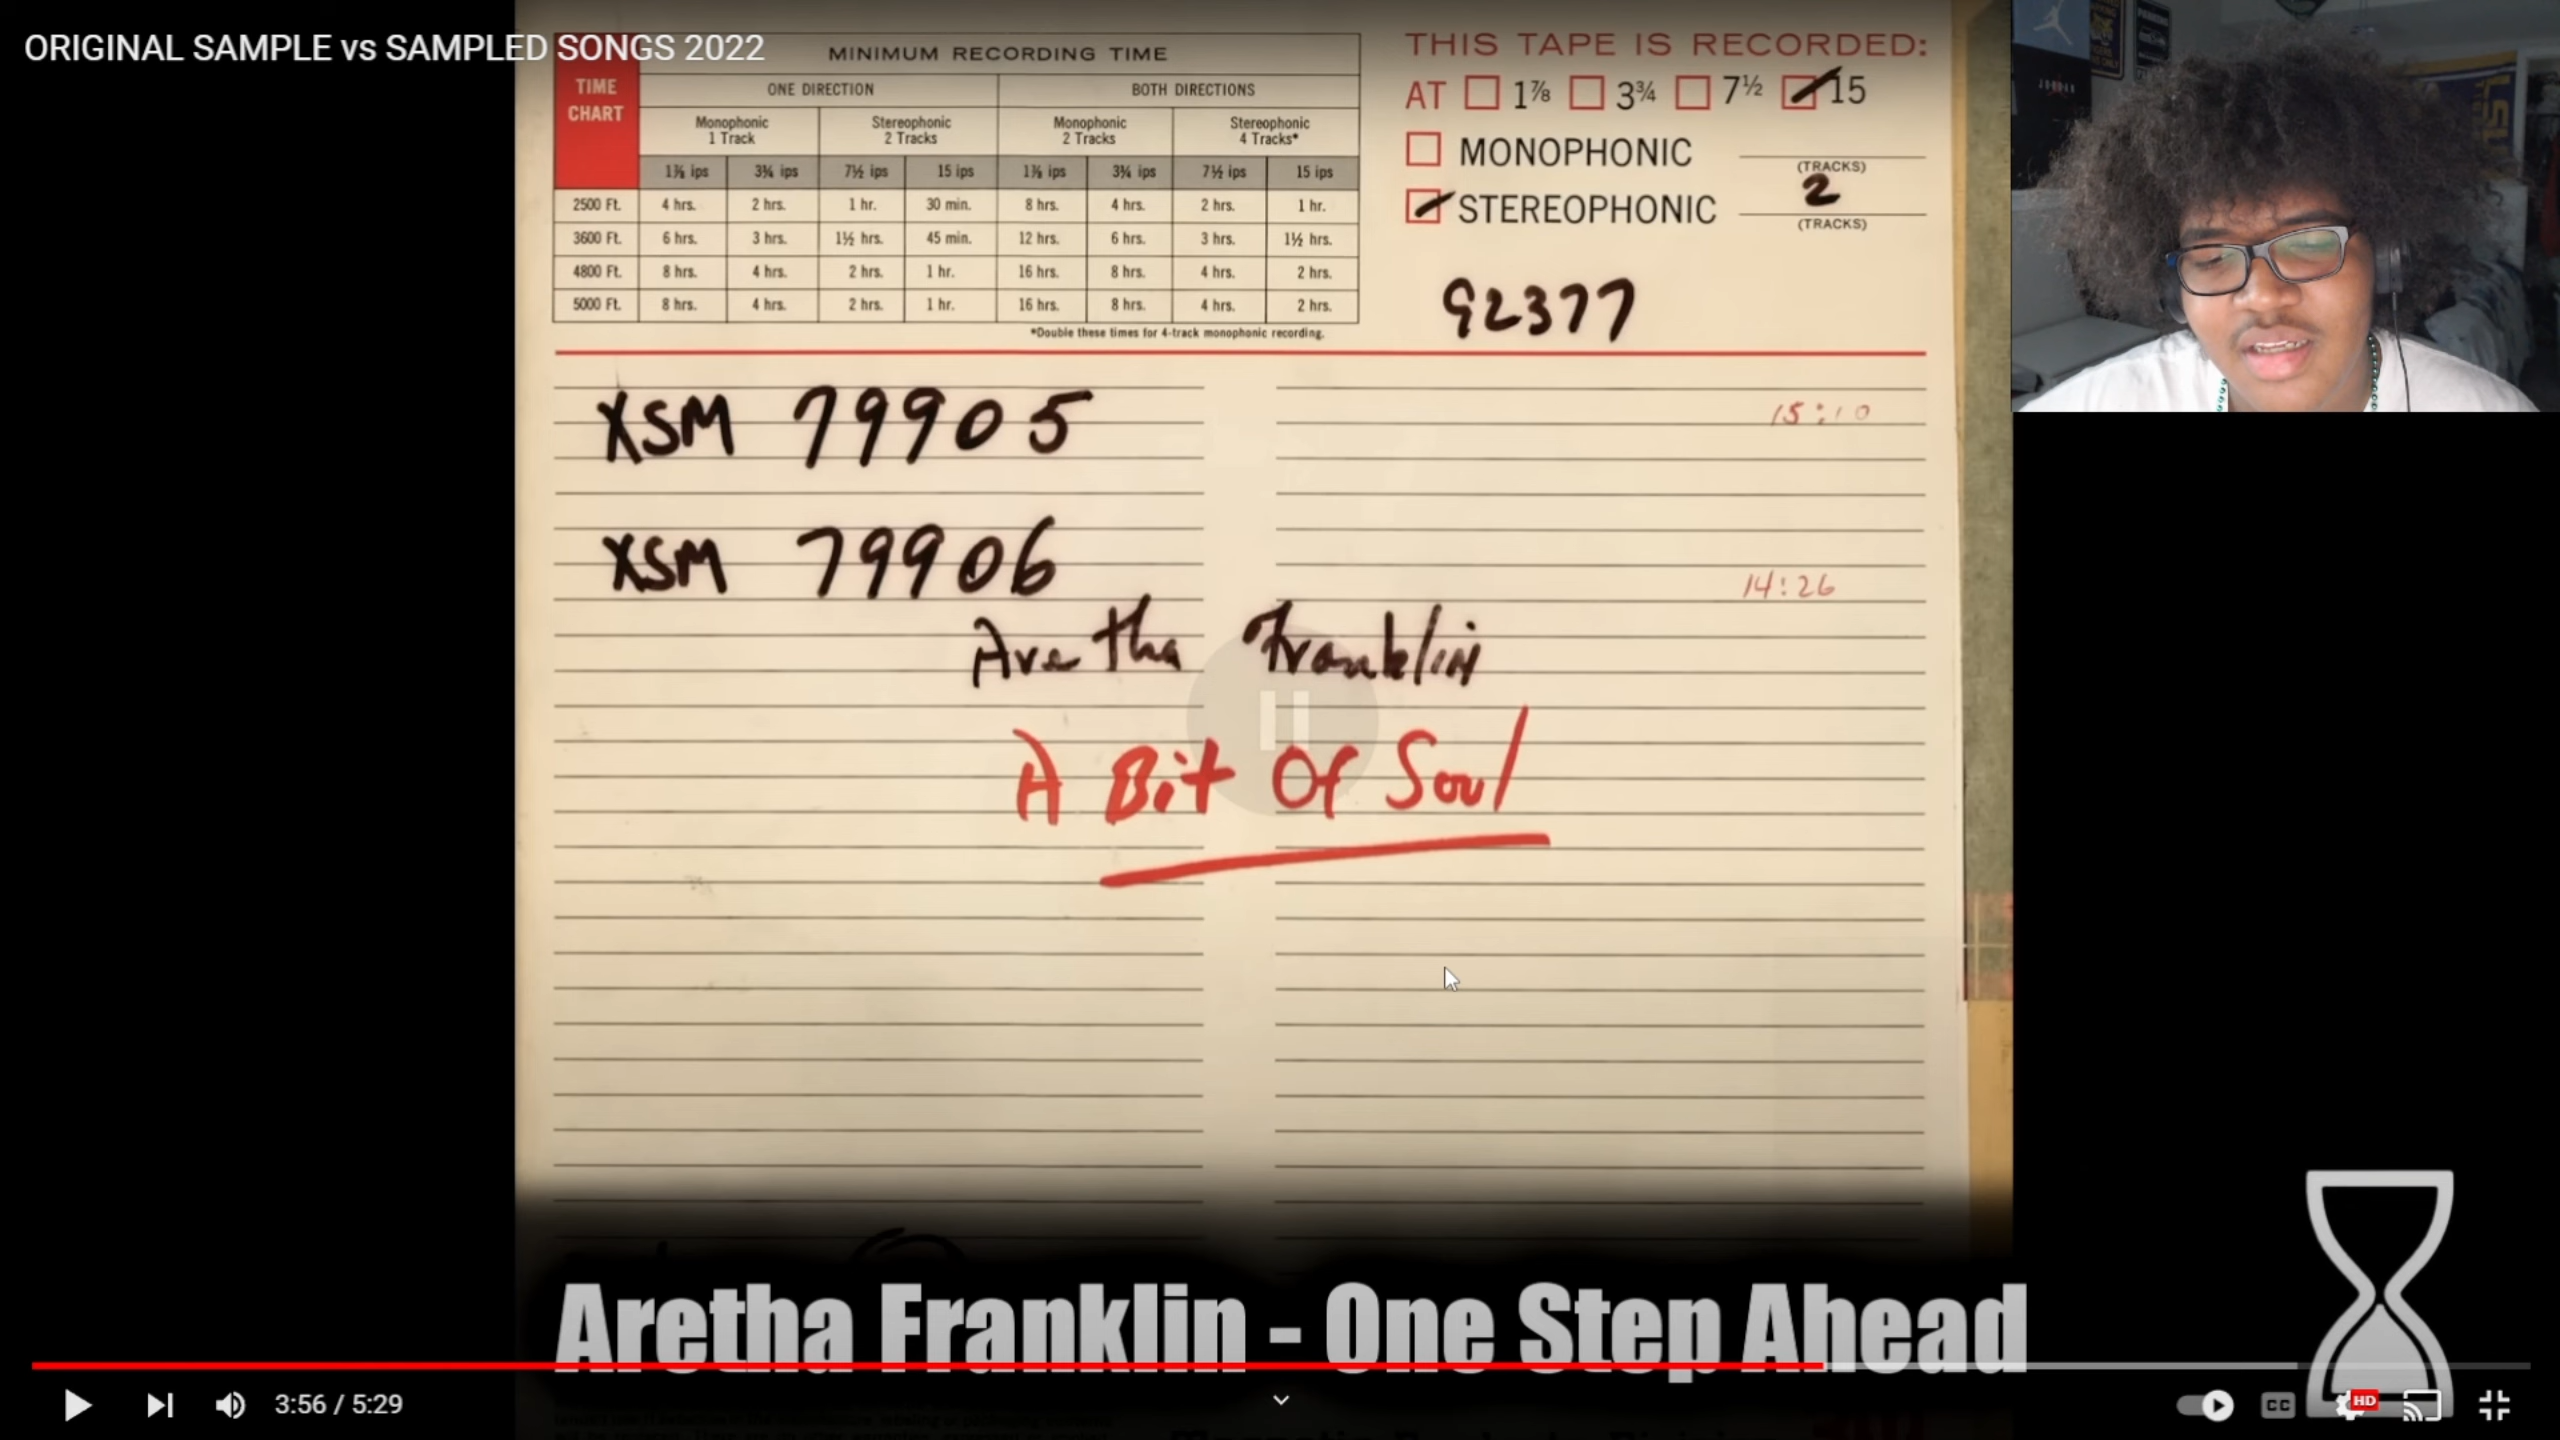 ORIGINAL SAMPLE vs SAMPLED SONGS 2022
TIME CHART
MINIMUM RECORDING TIME
ONE DIRECTION BOTH DIRECTIONS
Monophonic 1 Track Stereophonic 2 Tracks Monophonic 2 Tracks Stereophonic 4 Tracks*
1⅞ ips 3¾ ips 7½ ips 15 ips 1⅞ ips 3¾ ips 7½ ips 15 ips
2500 Ft. 4 hrs. 2 hrs. 1 hr. 30 min. 8 hrs. 4 hrs. 2 hrs. 1 hr.
3600 Ft. 6 hrs. 3 hrs. 1½ hrs. 45 min. 12 hrs. 6 hrs. 3 hrs. 1½ hrs.
4800 Ft. 8 hrs. 4 hrs. 2 hrs. 1 hr. 16 hrs. 8 hrs. 4 hrs. 2 hrs.
5000 Ft. 8 hrs. 4 hrs. 2 hrs. 1 hr. 16 hrs. 8 hrs. 4 hrs. 2 hrs.
*Double these times for 4-track monophonic recording.
THIS TAPE IS RECORDED:
AT 1⅞ 3¾ 7½ 15
MONOPHONIC
(TRACKS)
STEREOPHONIC 2
(TRACKS)
92377
XSM 79905 15:10
XSM 79906 14:26
Aretha Franklin
A Bit Of Soul
Aretha Franklin - One Step Ahead
3:56 / 5:29
CC HD
JORDAN